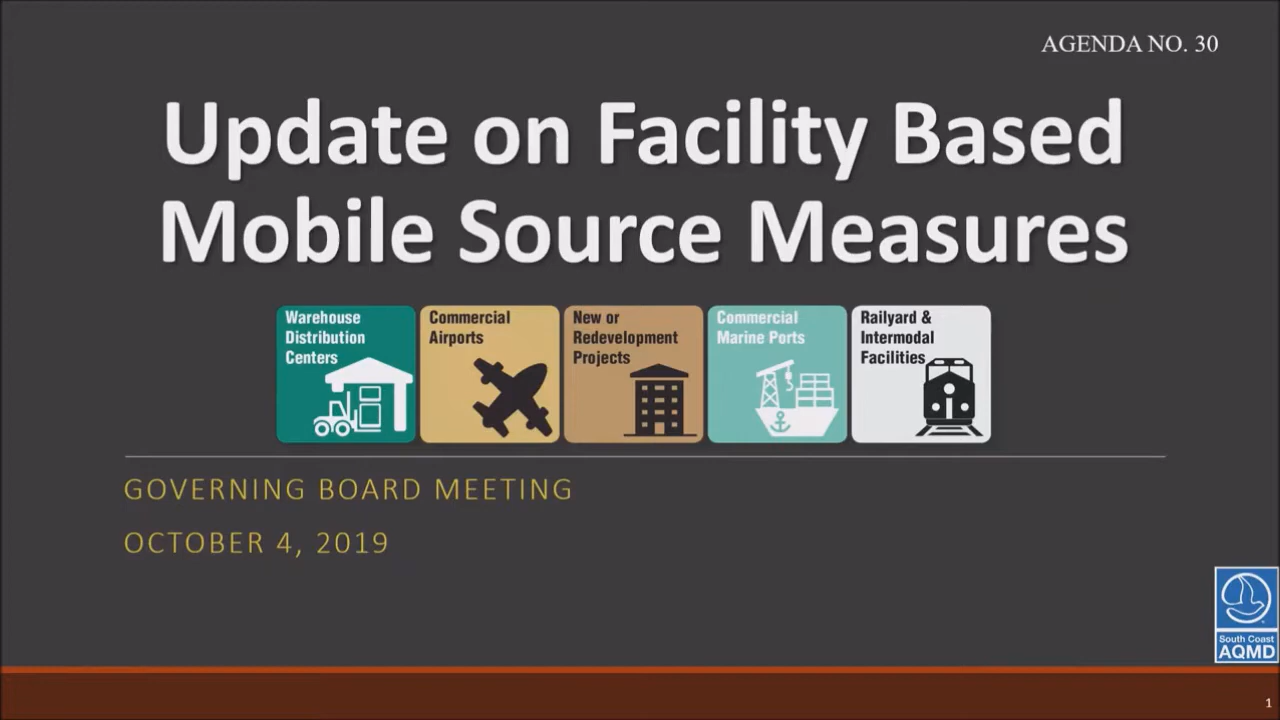 AGENDA NO. 30
Update on Facility Based
Mobile Source Measures
Warehouse
Distribution
Centers
Commercial
Airports
New or
Redevelopment
Projects
Commercial
Marine Ports
Railyard &
Intermodal
Facilities
GOVERNING BOARD MEETING
OCTOBER 4, 2019
South Coast
AQMD
1